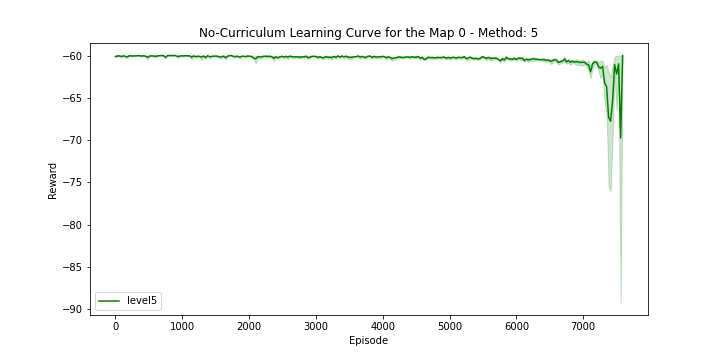 No-Curriculum Learning Curve for the Map 0 - Method: 5
Reward
−60
−65
−70
−75
−80
−85
−90
level5
0 1000 2000 3000 4000 5000 6000 7000
Episode